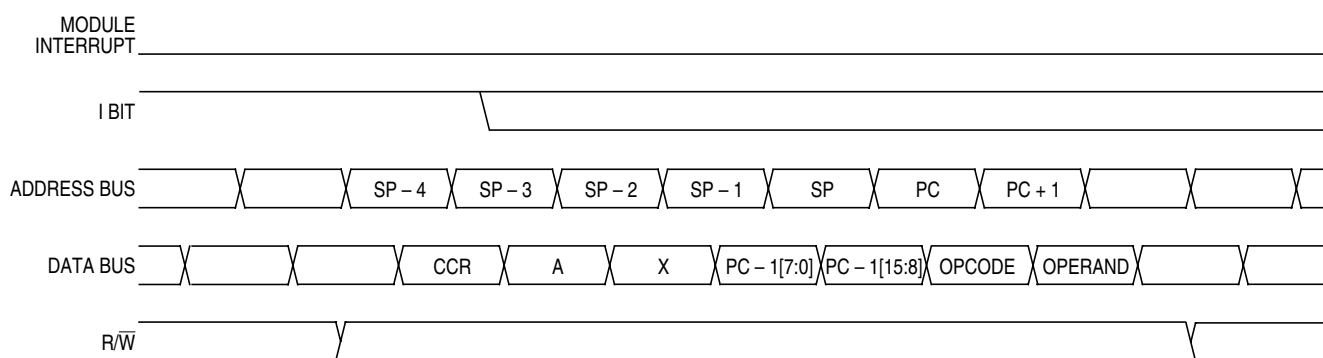 MODULE
INTERRUPT
I BIT
ADDRESS BUS SP – 4 SP – 3 SP – 2 SP – 1 SP PC PC + 1
DATA BUS CCR A X PC – 1[7:0] PC – 1[15:8] OPCODE OPERAND
R/W̅